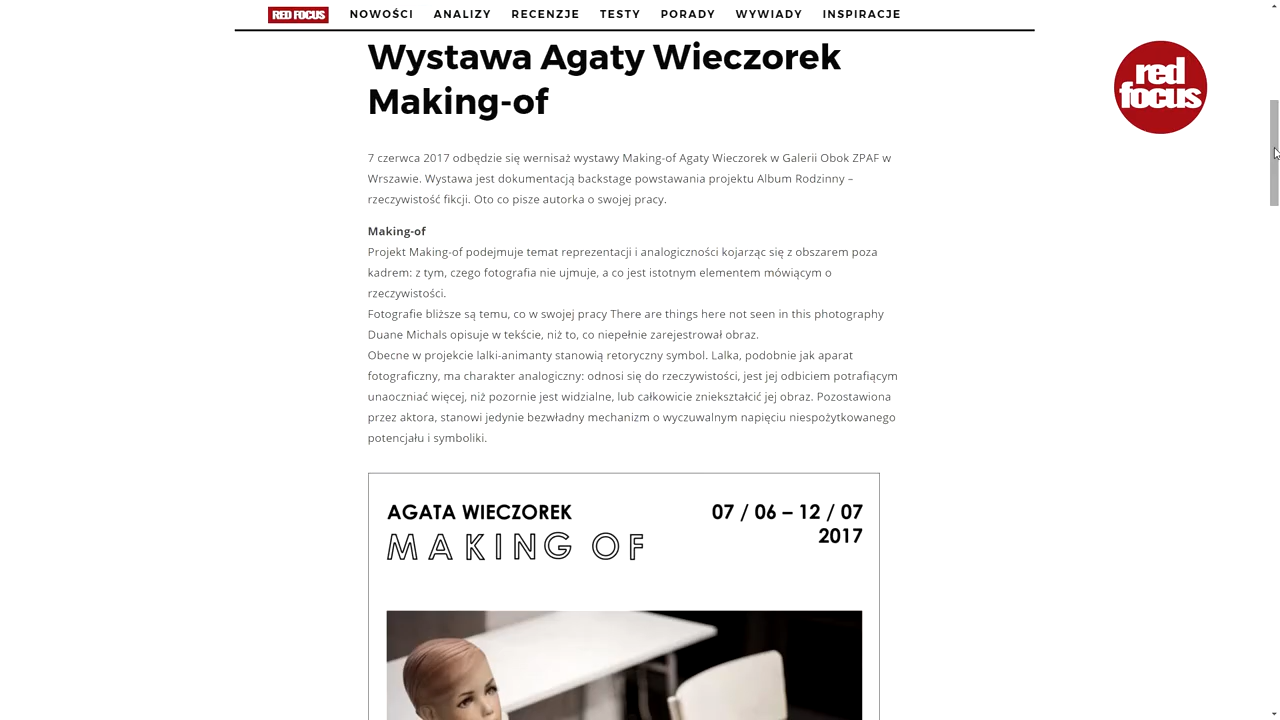 RED FOCUS NOWOŚCI ANALIZY RECENZJE TESTY PORADY WYWIADY INSPIRACJE
red
focus
Wystawa Agaty Wieczorek
Making-of
7 czerwca 2017 odbędzie się wernisaż wystawy Making-of Agaty Wieczorek w Galerii Obok ZPAF w
Wrszawie. Wystawa jest dokumentacją backstage powstawania projektu Album Rodzinny –
rzeczywistość fikcji. Oto co pisze autorka o swojej pracy.
Making-of
Projekt Making-of podejmuje temat reprezentacji i analogiczności kojarząc się z obszarem poza
kadrem: z tym, czego fotografia nie ujmuje, a co jest istotnym elementem mówiącym o
rzeczywistości.
Fotografie bliższe są temu, co w swojej pracy There are things here not seen in this photography
Duane Michals opisuje w tekście, niż to, co niepełnie zarejestrował obraz.
Obecne w projekcie lalki-animanty stanowią retoryczny symbol. Lalka, podobnie jak aparat
fotograficzny, ma charakter analogiczny: odnosi się do rzeczywistości, jest jej odbiciem potrafiącym
unaoczniać więcej, niż pozornie jest widzialne, lub całkowicie zniekształcić jej obraz. Pozostawiona
przez aktora, stanowi jedynie bezwładny mechanizm o wyczuwalnym napięciu niespożytkowanego
potencjału i symboliki.
AGATA WIECZOREK
MAKING OF
07 / 06 – 12 / 07
2017